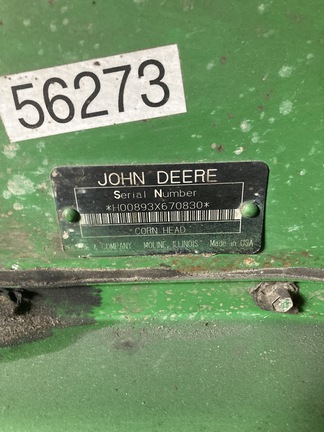 56273
JOHN DEERE
Serial Number
*H00893X670830*
CORN HEAD
& COMPANY MOLINE, ILLINOIS Made in USA